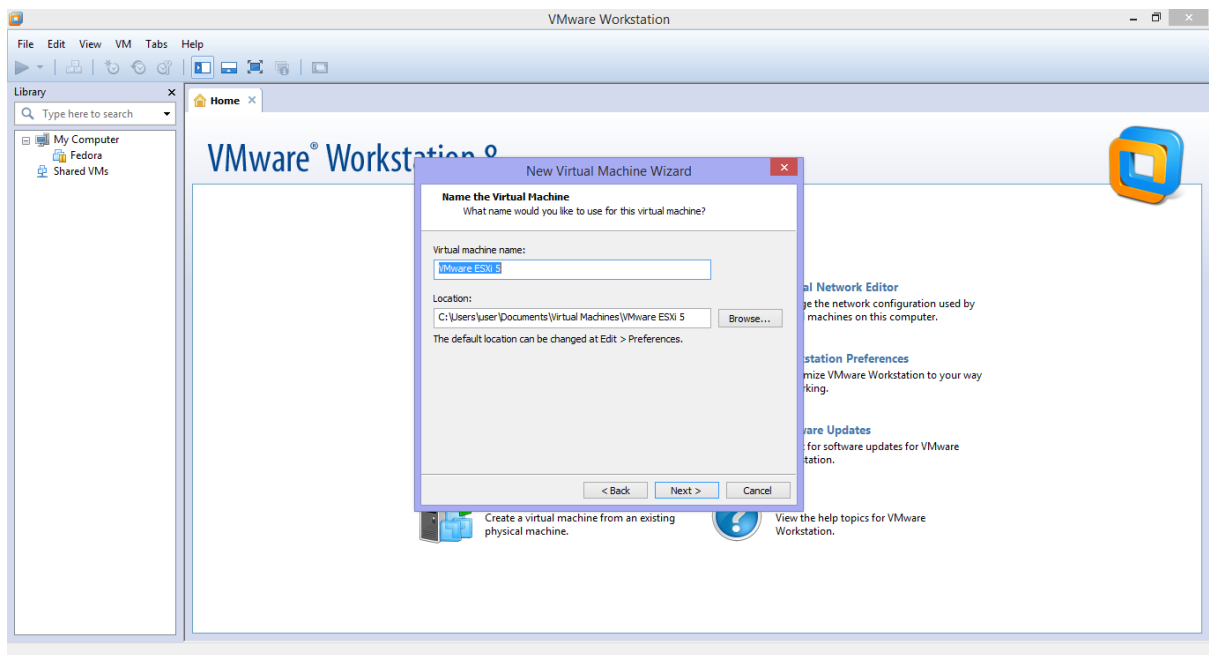 VMware Workstation
File Edit View VM Tabs Help
Library
Type here to search
My Computer
Fedora
Shared VMs
Home
VMware® Workstation 8
New Virtual Machine Wizard
Name the Virtual Machine
What name would you like to use for this virtual machine?
Virtual machine name:
VMware ESXi 5
Location:
C:\Users\user\Documents\Virtual Machines\VMware ESXi 5
Browse...
The default location can be changed at Edit > Preferences.
< Back Next > Cancel
al Network Editor
ge the network configuration used by
machines on this computer.
station Preferences
mize VMware Workstation to your way
rking.
ware Updates
for software updates for VMware
station.
Create a virtual machine from an existing
physical machine.
View the help topics for VMware
Workstation.